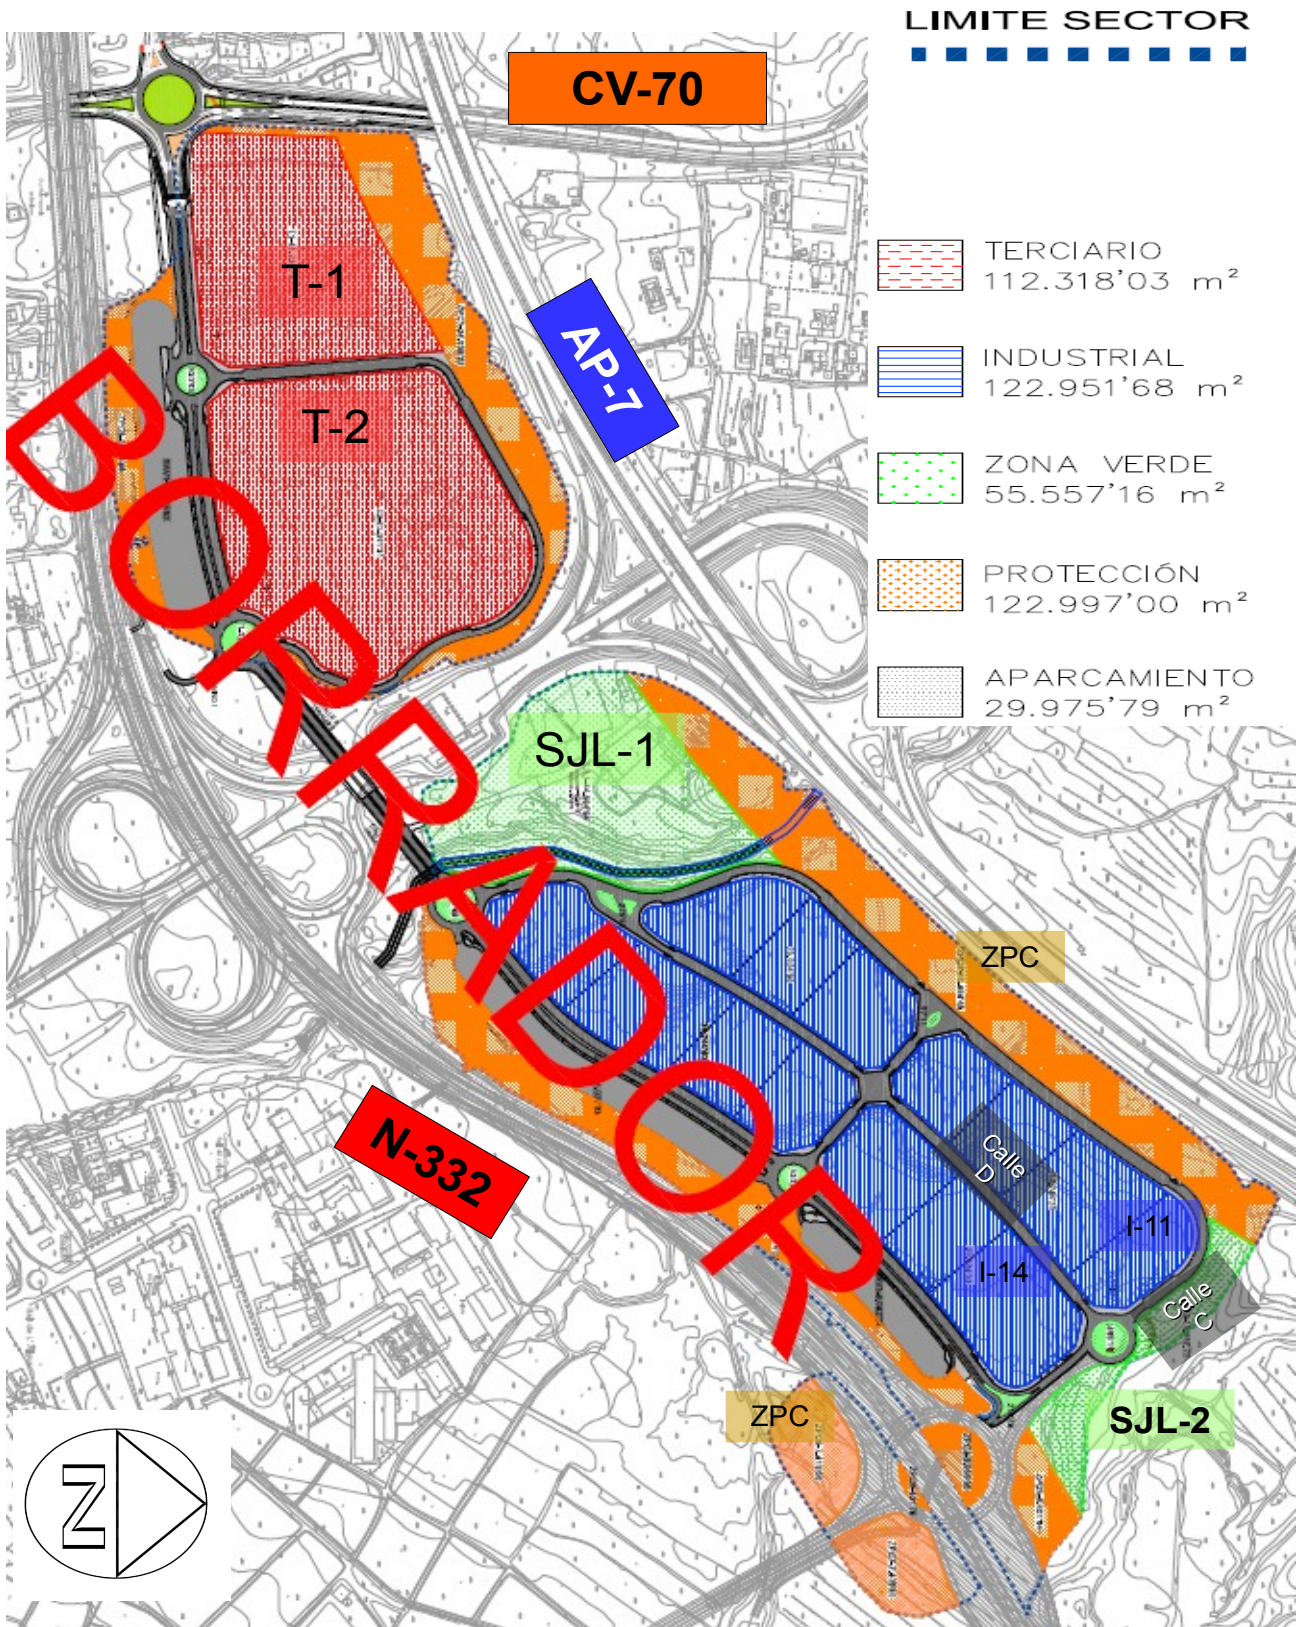 LIMITE SECTOR
CV-70
TERCIARIO
112.318'03 m²
T-1
AP-7
INDUSTRIAL
122.951'68 m²
T-2
ZONA VERDE
55.557'16 m²
PROTECCIÓN
122.997'00 m²
APARCAMIENTO
29.975'79 m²
BORRADOR
SJL-1
ZPC
N-332
Calle
D
I-11
I-14
Calle
C
ZPC
SJL-2
Z